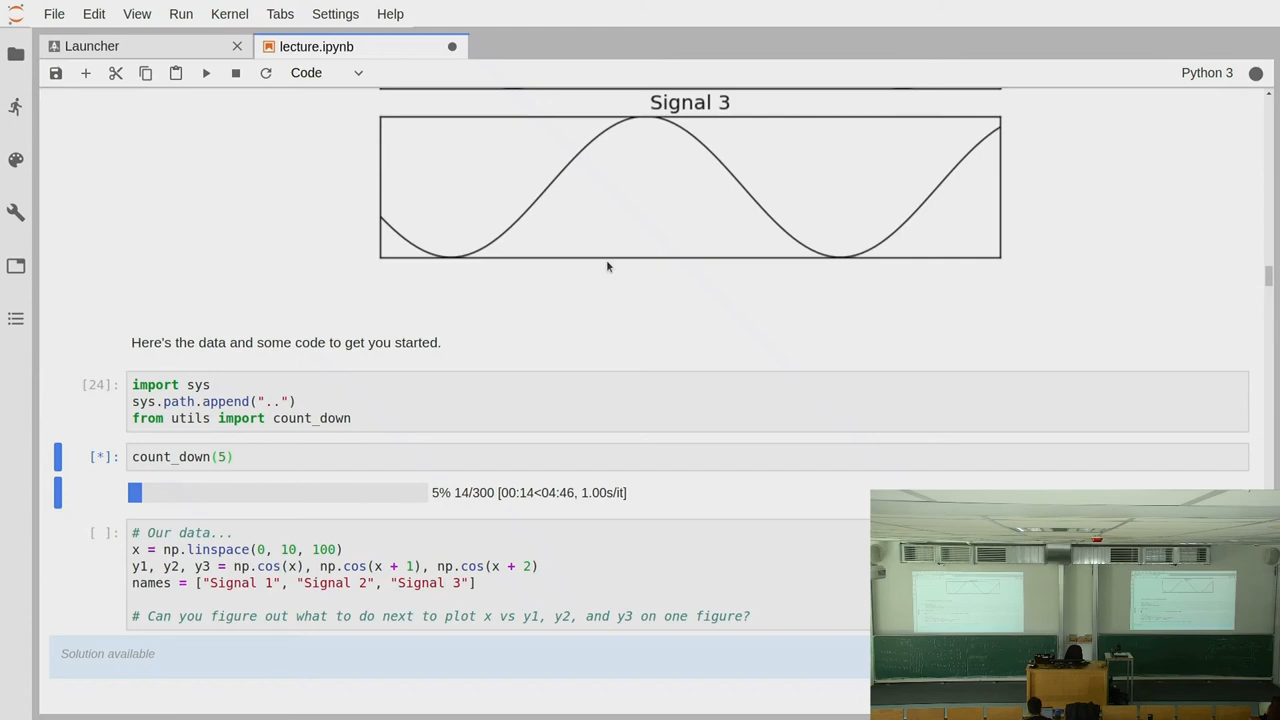 File Edit View Run Kernel Tabs Settings Help
Launcher lecture.ipynb
Code Python 3
Signal 3
Here's the data and some code to get you started.
[24]: import sys
sys.path.append("..")
from utils import count_down
[*]: count_down(5)
5% 14/300 [00:14<04:46, 1.00s/it]
[ ]: # Our data...
x = np.linspace(0, 10, 100)
y1, y2, y3 = np.cos(x), np.cos(x + 1), np.cos(x + 2)
names = ["Signal 1", "Signal 2", "Signal 3"]
# Can you figure out what to do next to plot x vs y1, y2, and y3 on one figure?
Solution available